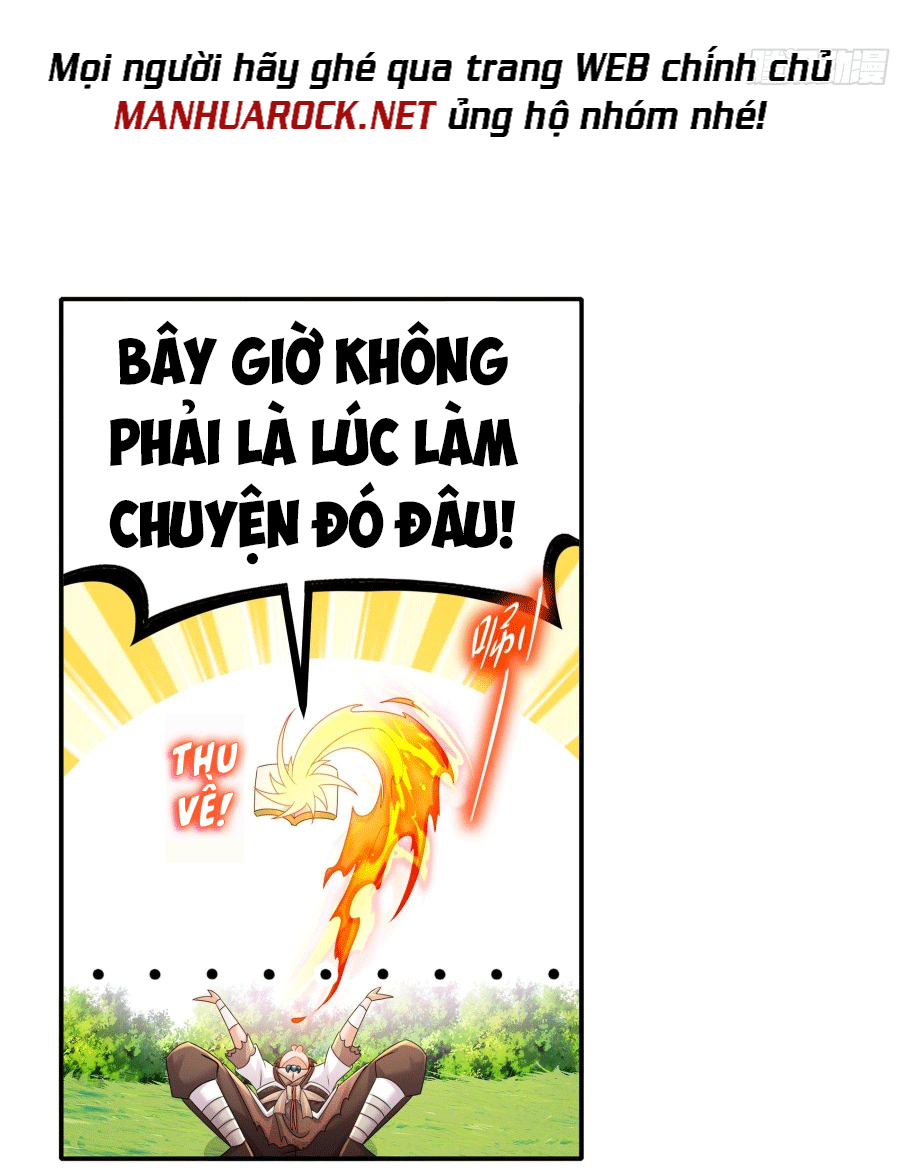 Mọi người hãy ghé qua trang WEB chính chủ
MANHUAROCK.NET ủng hộ nhóm nhé!
BÂY GIỜ KHÔNG
PHẢI LÀ LÚC LÀM
CHUYỆN ĐÓ ĐÂU!
THU
VỀ!
. . . . . . . . .